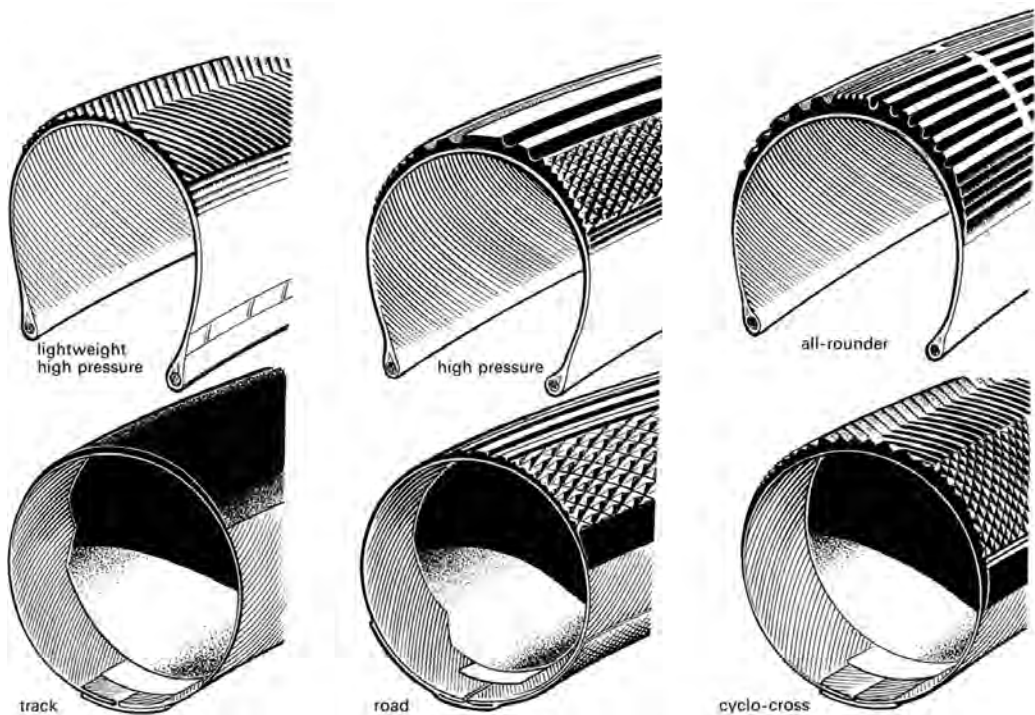 lightweight
high pressure
high pressure
all-rounder
track
road
cyclo-cross